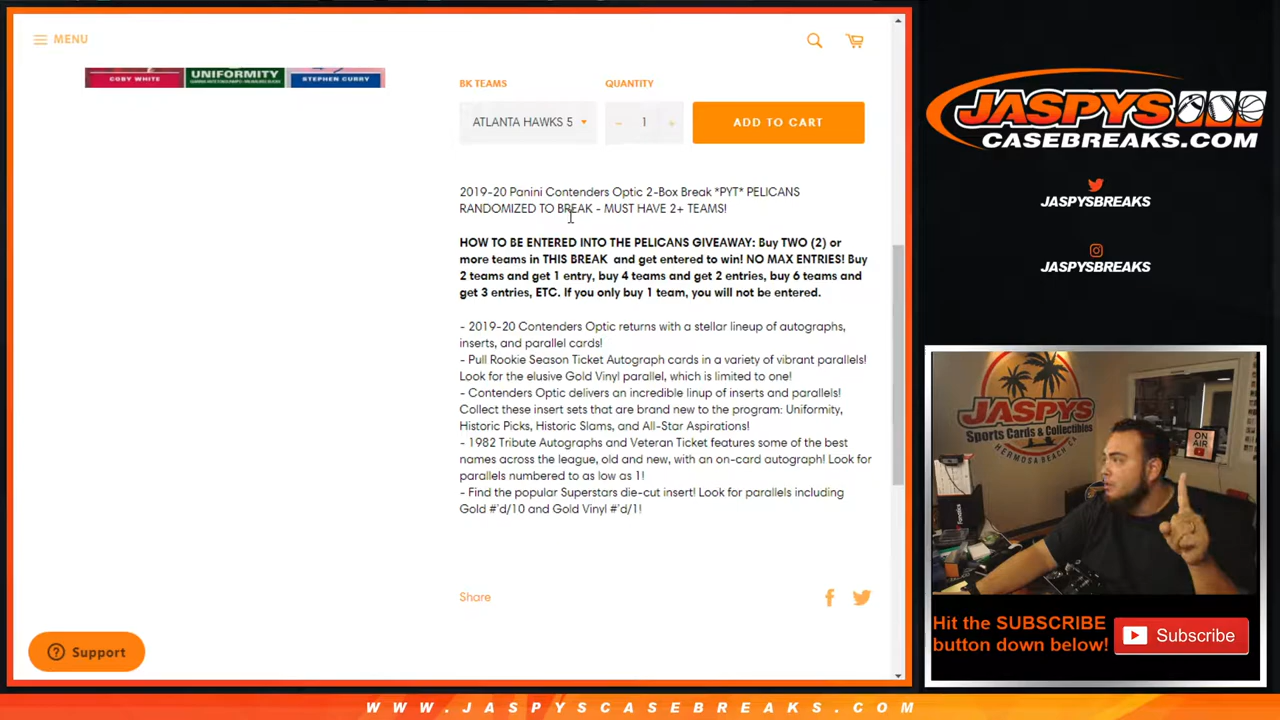 MENU
COBY WHITE
UNIFORMITY
STEPHEN CURRY
BK TEAMS
QUANTITY
ATLANTA HAWKS 5
- 1 +
ADD TO CART
2019-20 Panini Contenders Optic 2-Box Break *PYT* PELICANS
RANDOMIZED TO BREAK - MUST HAVE 2+ TEAMS!
HOW TO BE ENTERED INTO THE PELICANS GIVEAWAY: Buy TWO (2) or
more teams in THIS BREAK and get entered to win! NO MAX ENTRIES! Buy
2 teams and get 1 entry, buy 4 teams and get 2 entries, buy 6 teams and
get 3 entries, ETC. If you only buy 1 team, you will not be entered.
- 2019-20 Contenders Optic returns with a stellar lineup of autographs,
inserts, and parallel cards!
- Pull Rookie Season Ticket Autograph cards in a variety of vibrant parallels!
Look for the elusive Gold Vinyl parallel, which is limited to one!
- Contenders Optic delivers an incredible linup of inserts and parallels!
Collect these insert sets that are brand new to the program: Uniformity,
Historic Picks, Historic Slams, and All-Star Aspirations!
- 1982 Tribute Autographs and Veteran Ticket features some of the best
names across the league, old and new, with an on-card autograph! Look for
parallels numbered to as low as 1!
- Find the popular Superstars die-cut insert! Look for parallels including
Gold #'d/10 and Gold Vinyl #'d/1!
Share
Support
JASPYS
CASEBREAKS.COM
JASPYSBREAKS
JASPYSBREAKS
JASPYS
Sports Cards & Collectibles
HERMOSA BEACH CA
ON
AIR
Fanatics
Hit the SUBSCRIBE
button down below!
Subscribe
WWW.JASPYSCASEBREAKS.COM